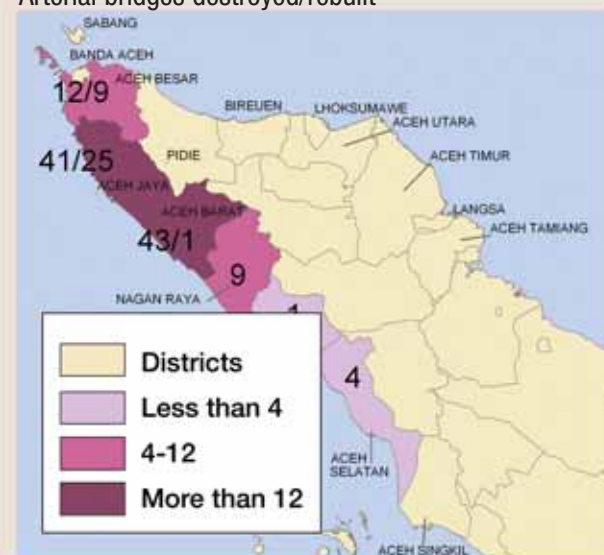 Arterial bridges destroyed/rebuilt
SABANG
BANDA ACEH
ACEH BESAR
12/9
BIREUEN
LHOKSUMAWE
ACEH UTARA
41/25
PIDIE
ACEH TIMUR
ACEH JAYA
ACEH BARAT
LANGSA
ACEH TAMIANG
43/1
9
NAGAN RAYA
1
4
Districts
Less than 4
4-12
More than 12
ACEH
SELATAN
ACEH SINGKIL